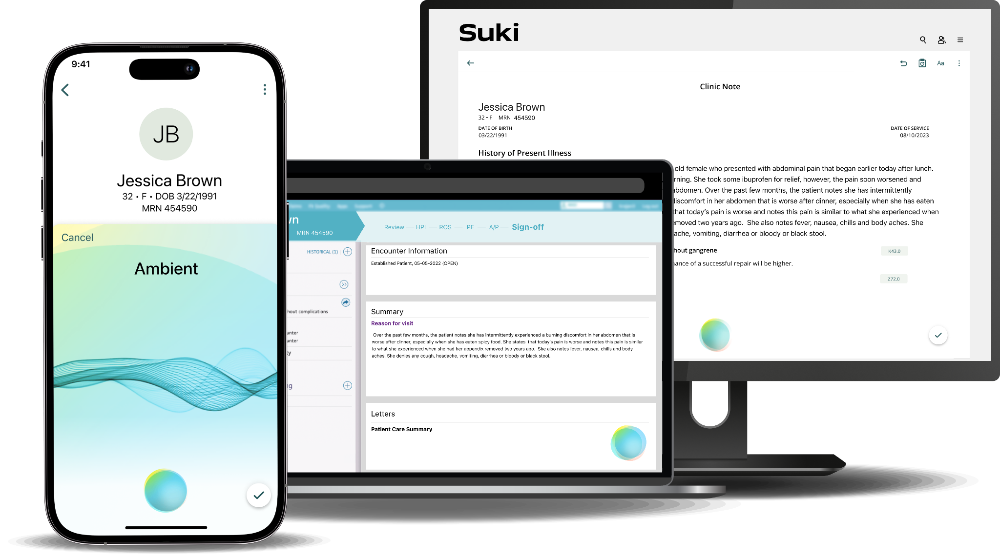 9:41
JB
Jessica Brown
32 • F • DOB 3/22/1991
MRN 454590
Cancel
Ambient
wn
MRN 454590
Review HPI ROS PE A/P Sign-off
HISTORICAL (1)
hout complications
unter
unter
ty
ng
Encounter Information
Established Patient, 05-05-2022 (OPEN)
Summary
Reason for visit
Over the past few months, the patient notes she has intermittently experienced a burning discomfort in her abdomen that is
worse after dinner, especially when she has eaten spicy food. She states that today's pain is worse and notes this pain is similar
to what she experienced when she had her appendix removed two years ago. She also notes fever, nausea, chills and body
aches. She denies any cough, headache, vomiting, diarrhea or bloody or black stool.
Letters
Patient Care Summary
Suki
Aa
Clinic Note
Jessica Brown
32 • F MRN 454590
DATE OF BIRTH
03/22/1991
DATE OF SERVICE
08/10/2023
History of Present Illness
old female who presented with abdominal pain that began earlier today after lunch.
rning. She took some ibuprofen for relief, however, the pain soon worsened and
abdomen. Over the past few months, the patient notes she has intermittently
discomfort in her abdomen that is worse after dinner, especially when she has eaten
that today's pain is worse and notes this pain is similar to what she experienced when
emoved two years ago. She also notes fever, nausea, chills and body aches. She
ache, vomiting, diarrhea or bloody or black stool.
hout gangrene
K43.0
ance of a successful repair will be higher.
Z72.0